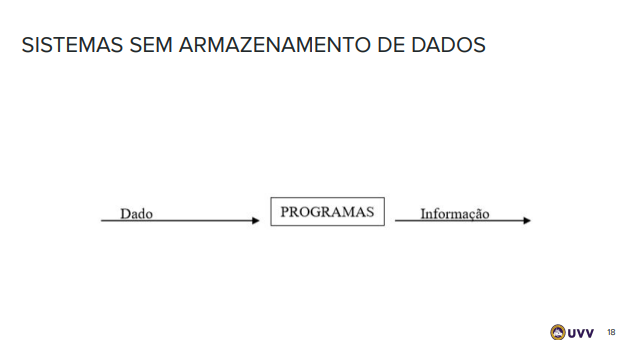 SISTEMAS SEM ARMAZENAMENTO DE DADOS
Dado
PROGRAMAS
Informação
UVV
18